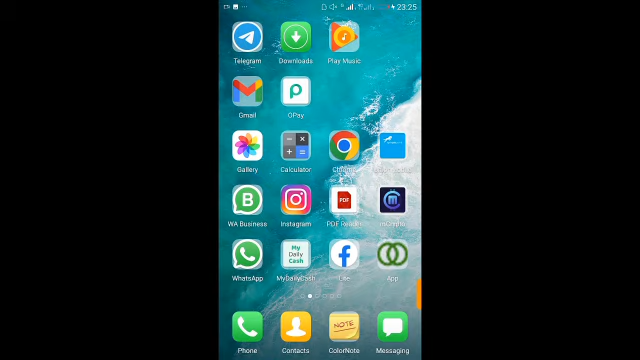 23:25
Telegram
Downloads
Play Music
Gmail
OPay
Gallery
Calculator
WA Business
Instagram
PDF
PDF Reader
WhatsApp
My
Daily
Cash
MyDailyCash
Lite
App
NOTE
Phone
Contacts
ColorNote
Messaging